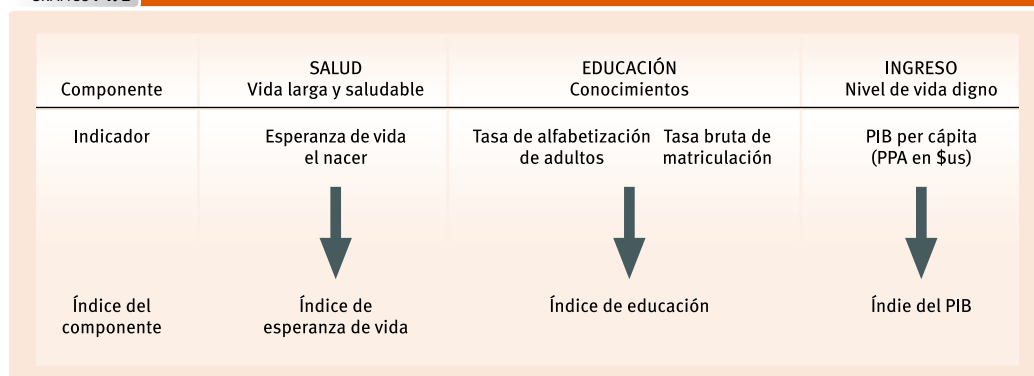 SALUD
EDUCACIÓN
INGRESO
Componente
Vida larga y saludable
Conocimientos
Nivel de vida digno
Indicador
Esperanza de vida
el nacer
Tasa de alfabetización
de adultos
Tasa bruta de
matriculación
PIB per cápita
(PPA en $us)
Índice del
componente
Índice de
esperanza de vida
Índice de educación
Índie del PIB